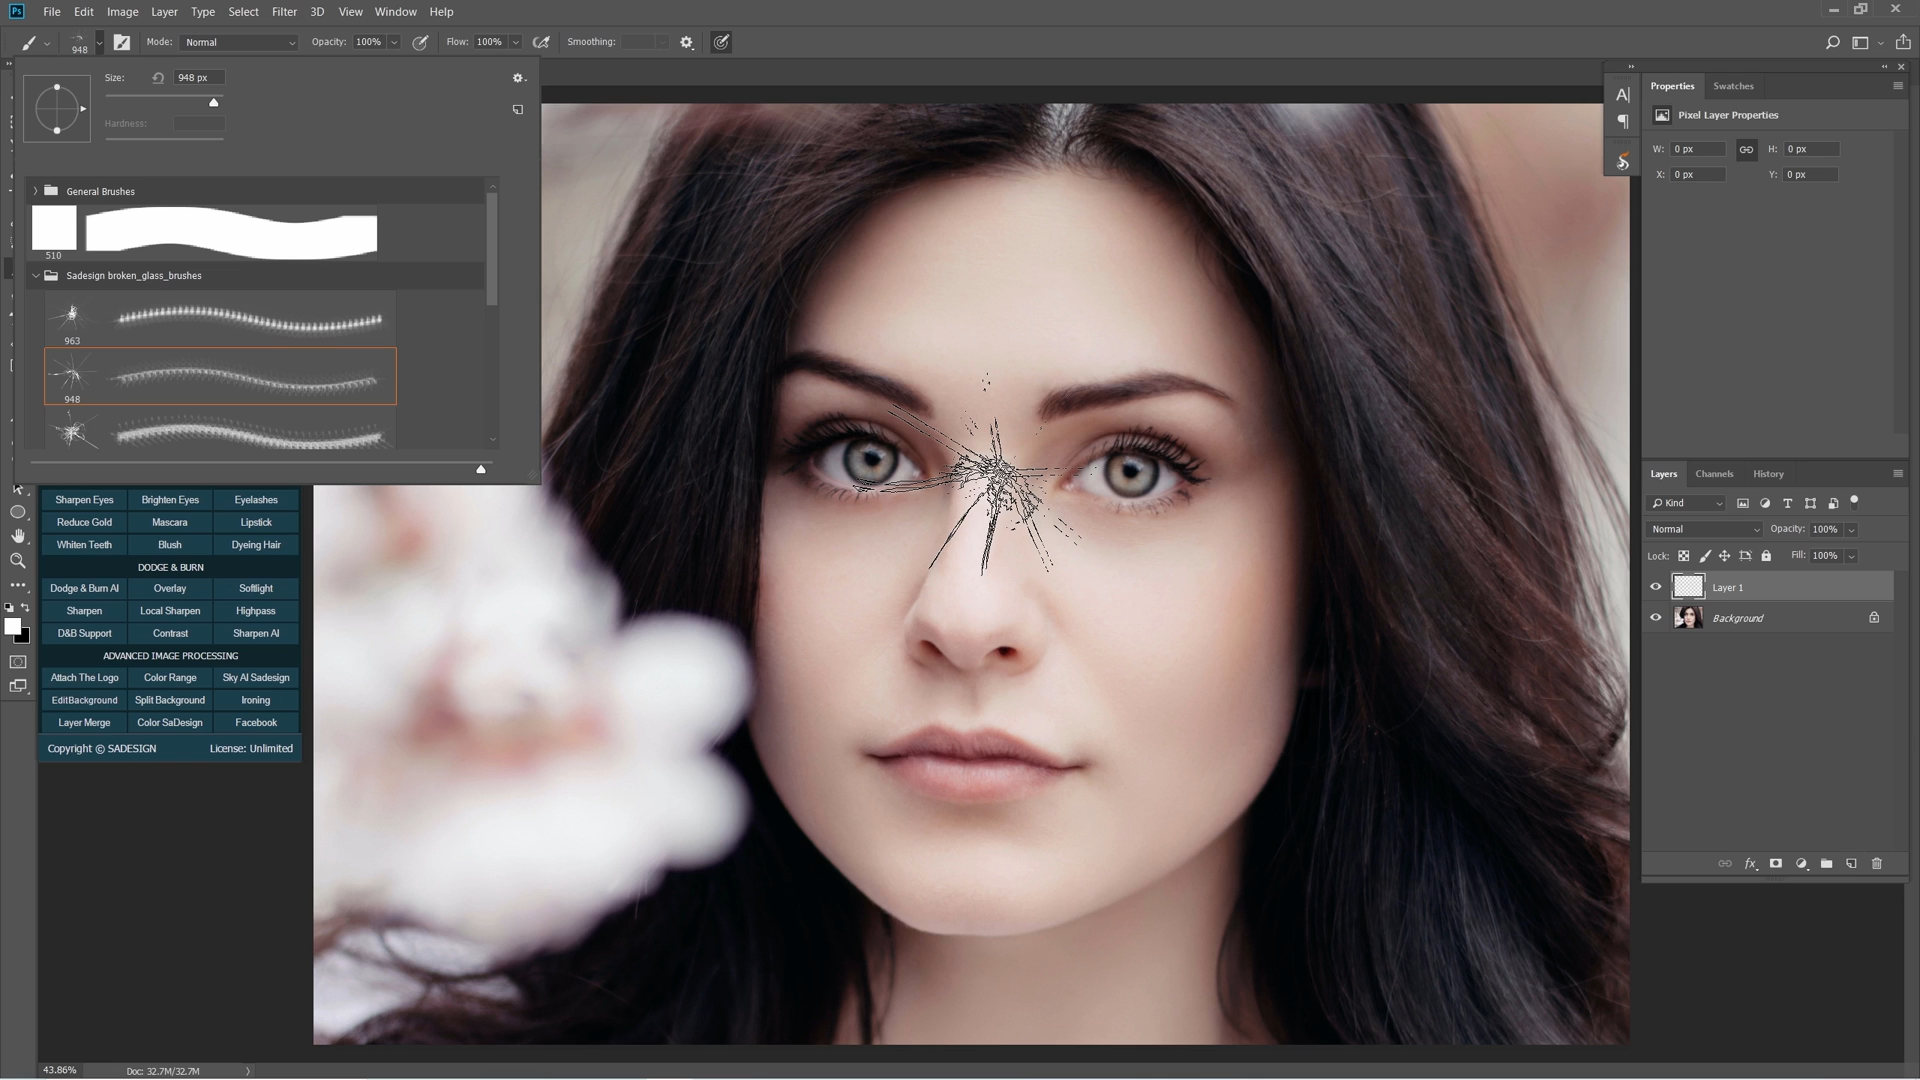 Ps File Edit Image Layer Type Select Filter 3D View Window Help
948 Mode: Normal Opacity: 100% Flow: 100% Smoothing:
Size: 948 px
Hardness:
General Brushes
510
Sadesign broken_glass_brushes
963
948
Sharpen Eyes Brighten Eyes Eyelashes
Reduce Gold Mascara Lipstick
Whiten Teeth Blush Dyeing Hair
DODGE & BURN
Dodge & Burn AI Overlay Softlight
Sharpen Local Sharpen Highpass
D&B Support Contrast Sharpen AI
ADVANCED IMAGE PROCESSING
Attach The Logo Color Range Sky AI Sadesign
EditBackground Split Background Ironing
Layer Merge Color SaDesign Facebook
Copyright © SADESIGN License: Unlimited
43.86% Doc: 32.7M/32.7M
Properties Swatches
Pixel Layer Properties
W: 0 px H: 0 px
X: 0 px Y: 0 px
Layers Channels History
Kind
Normal Opacity: 100%
Lock: Fill: 100%
Layer 1
Background